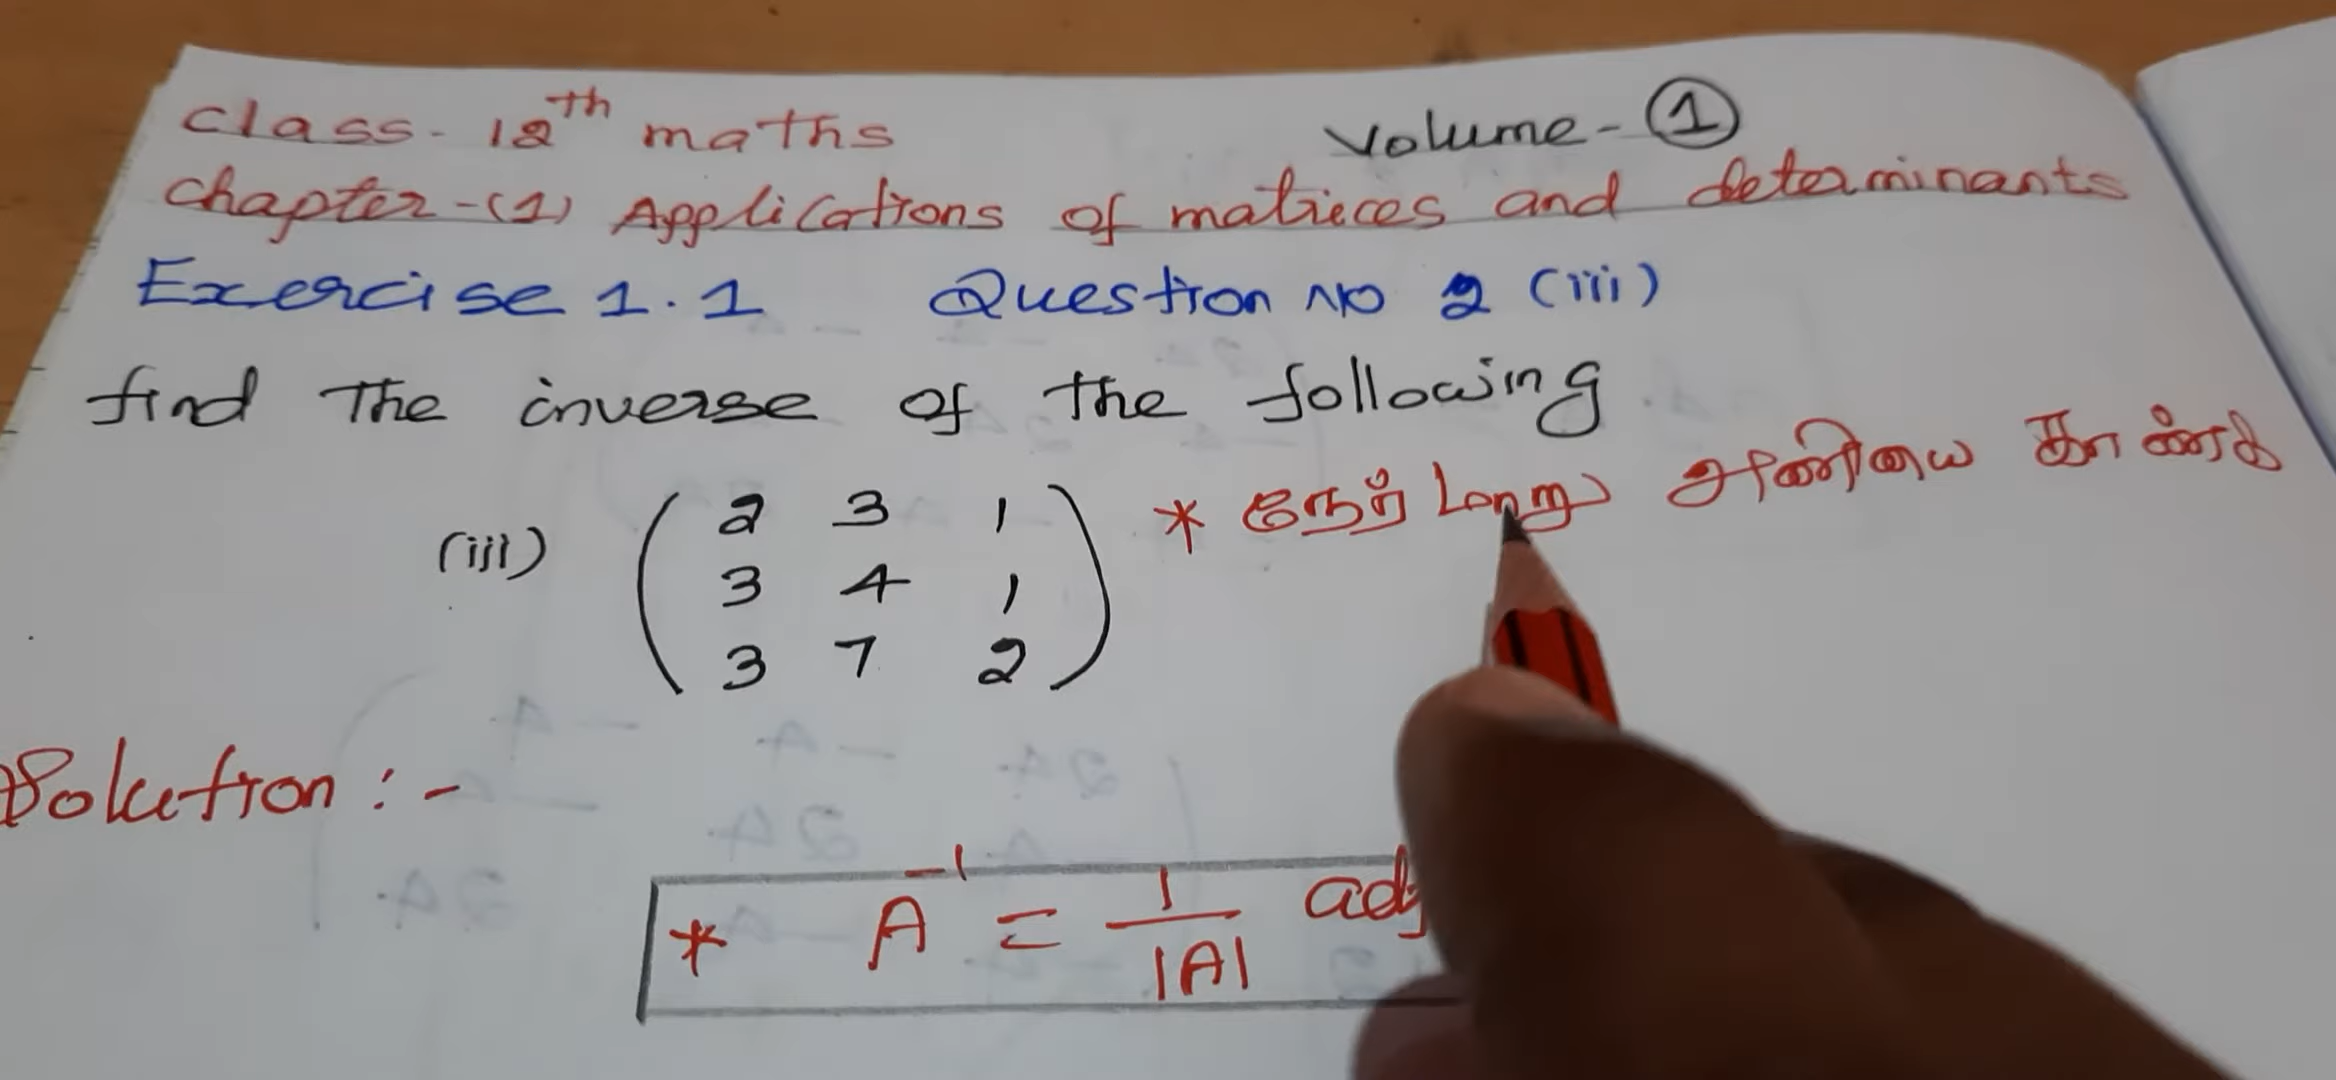 class - 12th maths Volume - 1
chapter - (1) Applications of matrieces and determinants
Exercise 1.1 Question NO 2 (iii)
find the inverse of the following
(iii) ( 2 3 1 * நேர் மாறு அணியை காண்க
3 4 1
3 7 2 )
Solution : -
* A⁻¹ = 1/|A| adj